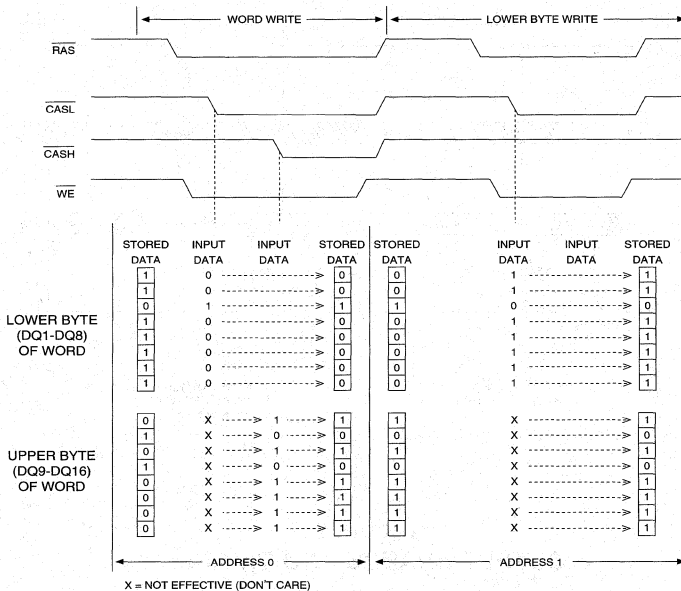 WORD WRITE LOWER BYTE WRITE
RAS
CASL
CASH
WE
STORED INPUT INPUT STORED STORED INPUT INPUT STORED
DATA DATA DATA DATA DATA DATA DATA DATA
1 0 0 0 1 1
1 0 0 0 1 1
0 1 1 1 0 0
LOWER BYTE 1 0 0 0 1 1
(DQ1-DQ8) 1 0 0 0 1 1
OF WORD 1 0 0 0 1 1
1 0 0 0 1 1
1 0 0 0 1 1
0 X 1 1 1 X 1
1 X 0 0 0 X 0
0 X 1 1 1 X 1
UPPER BYTE 1 X 0 0 0 X 0
(DQ9-DQ16) 0 X 1 1 1 X 1
OF WORD 0 X 1 1 1 X 1
0 X 1 1 1 X 1
0 X 1 1 1 X 1
ADDRESS 0 ADDRESS 1
X = NOT EFFECTIVE (DON'T CARE)